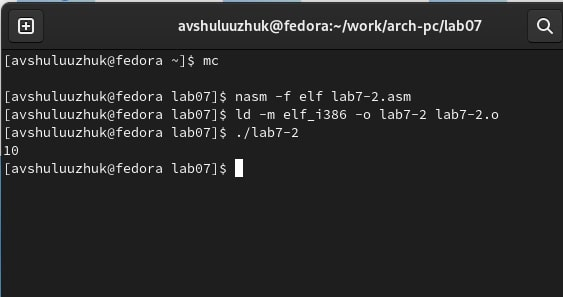 avshuluuzhuk@fedora:~/work/arch-pc/lab07
[avshuluuzhuk@fedora ~]$ mc
[avshuluuzhuk@fedora lab07]$ nasm -f elf lab7-2.asm
[avshuluuzhuk@fedora lab07]$ ld -m elf_i386 -o lab7-2 lab7-2.o
[avshuluuzhuk@fedora lab07]$ ./lab7-2
10
[avshuluuzhuk@fedora lab07]$